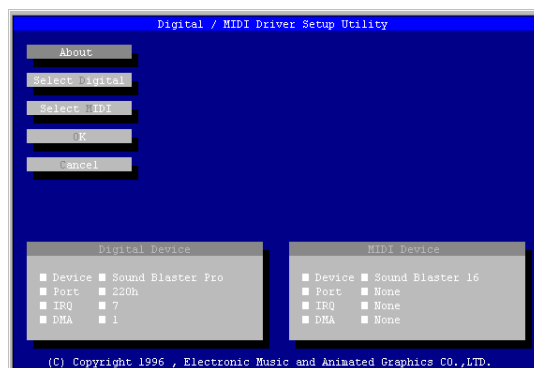 Digital / MIDI Driver Setup Utility
About
Select Digital
Select MIDI
OK
Cancel
Digital Device
Device Sound Blaster Pro
Port 220h
IRQ 7
DMA 1
MIDI Device
Device Sound Blaster 16
Port None
IRQ None
DMA None
(C) Copyright 1996 , Electronic Music and Animated Graphics CO.,LTD.